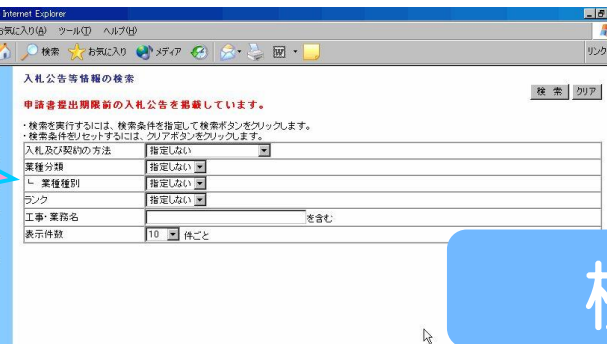 Internet Explorer
お気に入り(A) ツール(T) ヘルプ(H)
検索 お気に入り メディア
リンク
入札公告等情報の検索
検 索 クリア
申請書提出期限前の入札公告を掲載しています。
・検索を実行するには、検索条件を指定して検索ボタンをクリックします。
・検索条件をリセットするには、クリアボタンをクリックします。
入札及び契約の方法 指定しない
業種分類 指定しない
└ 業種種別 指定しない
ランク 指定しない
工事・業務名 を含む
表示件数 10 件ごと